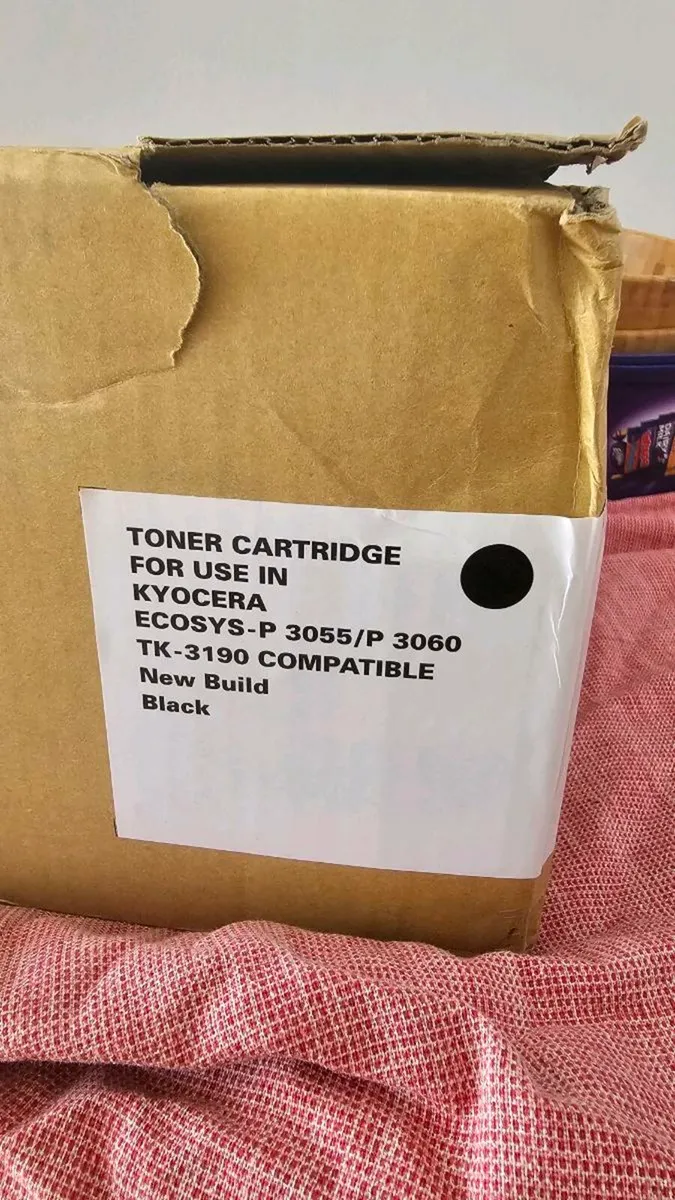 TONER CARTRIDGE
FOR USE IN
KYOCERA
ECOSYS-P 3055/P 3060
TK-3190 COMPATIBLE
New Build
Black